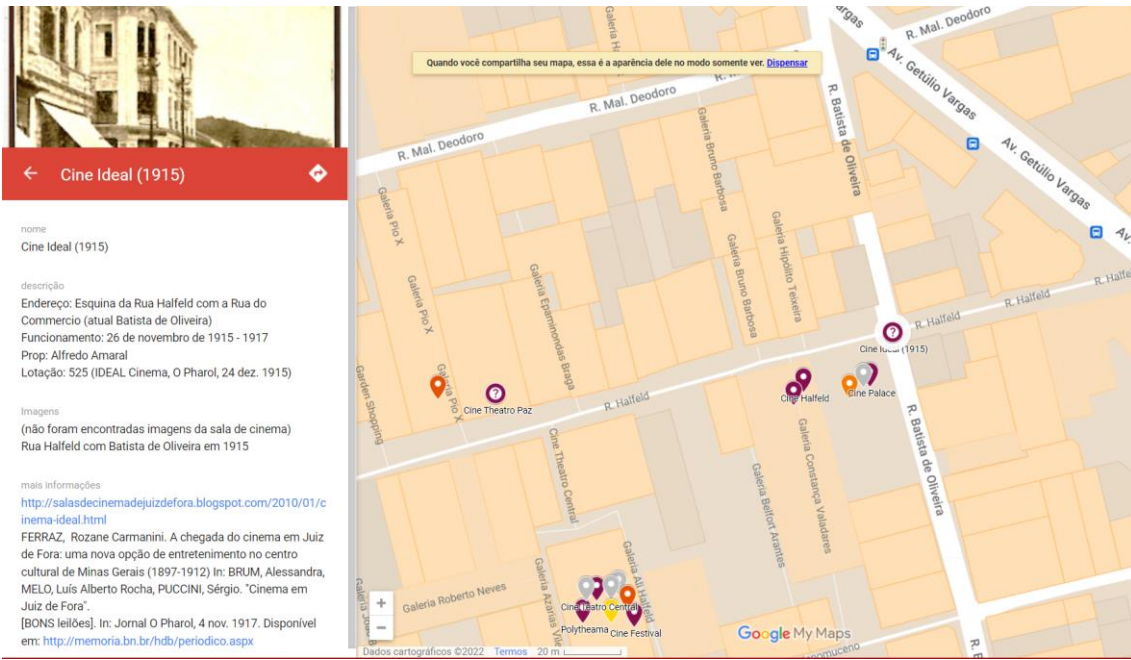 Cine Ideal (1915)
nome
Cine Ideal (1915)
descrição
Endereço: Esquina da Rua Halfeld com a Rua do
Commercio (atual Batista de Oliveira)
Funcionamento: 26 de novembro de 1915 - 1917
Prop: Alfredo Amaral
Lotação: 525 (IDEAL Cinema, O Pharol, 24 dez. 1915)
Imagens
(não foram encontradas imagens da sala de cinema)
Rua Halfeld com Batista de Oliveira em 1915
mais informações
http://salasdecinemadejuizdefora.blogspot.com/2010/01/c
inema-ideal.html
FERRAZ, Rozane Carmanini. A chegada do cinema em Juiz
de Fora: uma nova opção de entretenimento no centro
cultural de Minas Gerais (1897-1912) In: BRUM, Alessandra,
MELO, Luís Alberto Rocha, PUCCINI, Sérgio. "Cinema em
Juiz de Fora".
[BONS leilões]. In: Jornal O Pharol, 4 nov. 1917. Disponível
em: http://memoria.bn.br/hdb/periodico.aspx
Quando você compartilha seu mapa, essa é a aparência dele no modo somente ver. Dispensar
R. Mal. Deodoro
Av. Getúlio Vargas
R. Mal. Deodoro
R. Batista de Oliveira
Av. Getúlio Vargas
Av.
Galeria Bruno Barbosa
Galeria Pio X
Galeria Hipólito Teixeira
Galeria Bruno Barbosa
Galeria Pio X
Galeria Epaminondas Braga
R. Halfeld
R. Halfeld
R. Halfeld
Cine Ideal (1915)
Garden Shopping
Galeria Pio X
Cine Theatro Paz
R. Halfeld
Cine Halfeld
Cine Palace
R. Batista de Oliveira
Cine Theatro Central
Galeria Constança Valadares
Galeria Belfort Arantes
Galeria Ali Halfeld
Galeria Azarias
Galeria Roberto Neves
Cine Teatro Central
Polytheama
Cine Festival
+
−
Google My Maps
Dados cartográficos ©2022 Termos 20 m